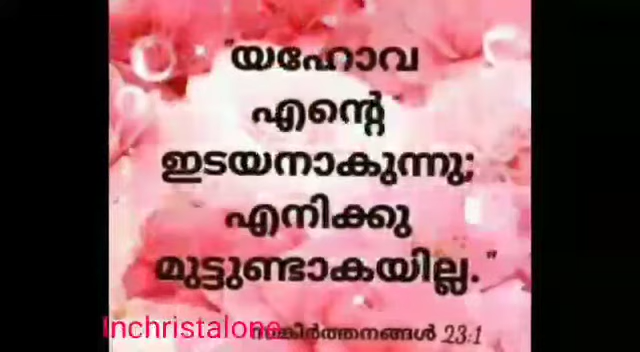 "യഹോവ
എന്റെ
ഇടയനാകുന്നു;
എനിക്കു
മുട്ടുണ്ടാകയില്ല."
Inchristalone
സങ്കീർത്തനങ്ങൾ 23:1